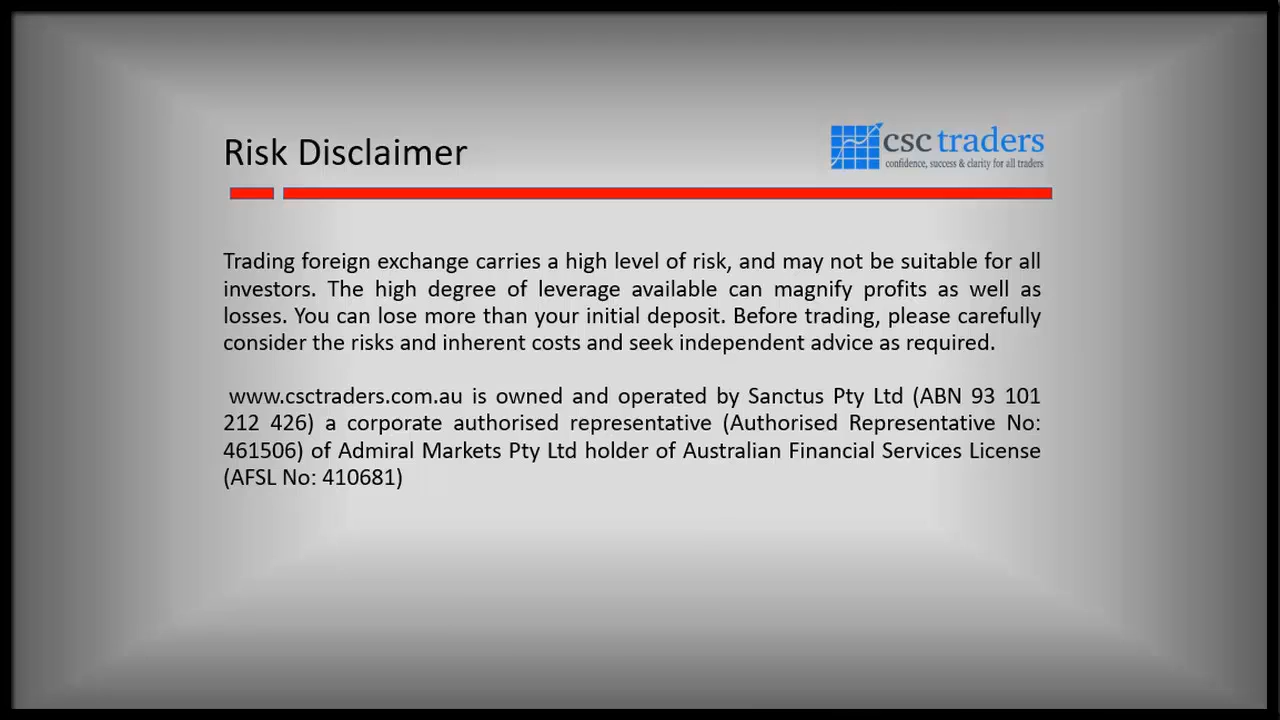 Risk Disclaimer
csc traders
confidence, success & clarity for all traders
Trading foreign exchange carries a high level of risk, and may not be suitable for all
investors. The high degree of leverage available can magnify profits as well as
losses. You can lose more than your initial deposit. Before trading, please carefully
consider the risks and inherent costs and seek independent advice as required.
www.csctraders.com.au is owned and operated by Sanctus Pty Ltd (ABN 93 101
212 426) a corporate authorised representative (Authorised Representative No:
461506) of Admiral Markets Pty Ltd holder of Australian Financial Services License
(AFSL No: 410681)